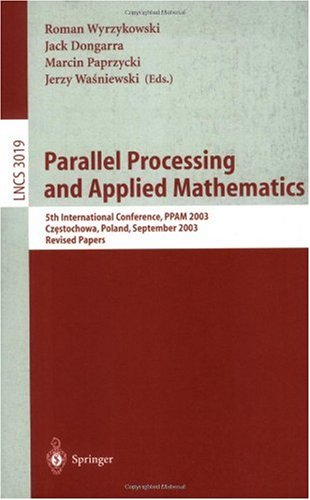 Roman Wyrzykowski
Jack Dongarra
Marcin Paprzycki
Jerzy Waśniewski (Eds.)
LNCS 3019
Parallel Processing
and Applied Mathematics
5th International Conference, PPAM 2003
Częstochowa, Poland, September 2003
Revised Papers
Springer